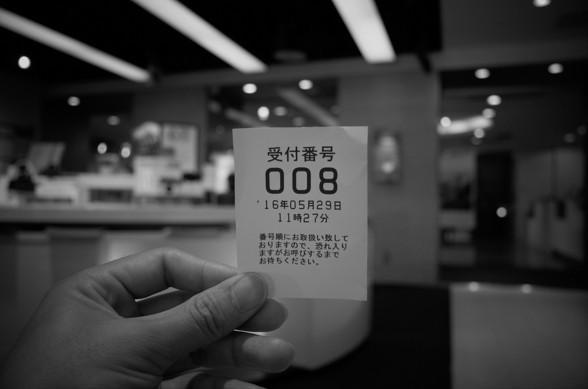 受付番号
008
'16年05月29日
11時27分
番号順にお取扱い致して
おりますので、恐れ入り
ますがお呼びするまで
お待ちください。